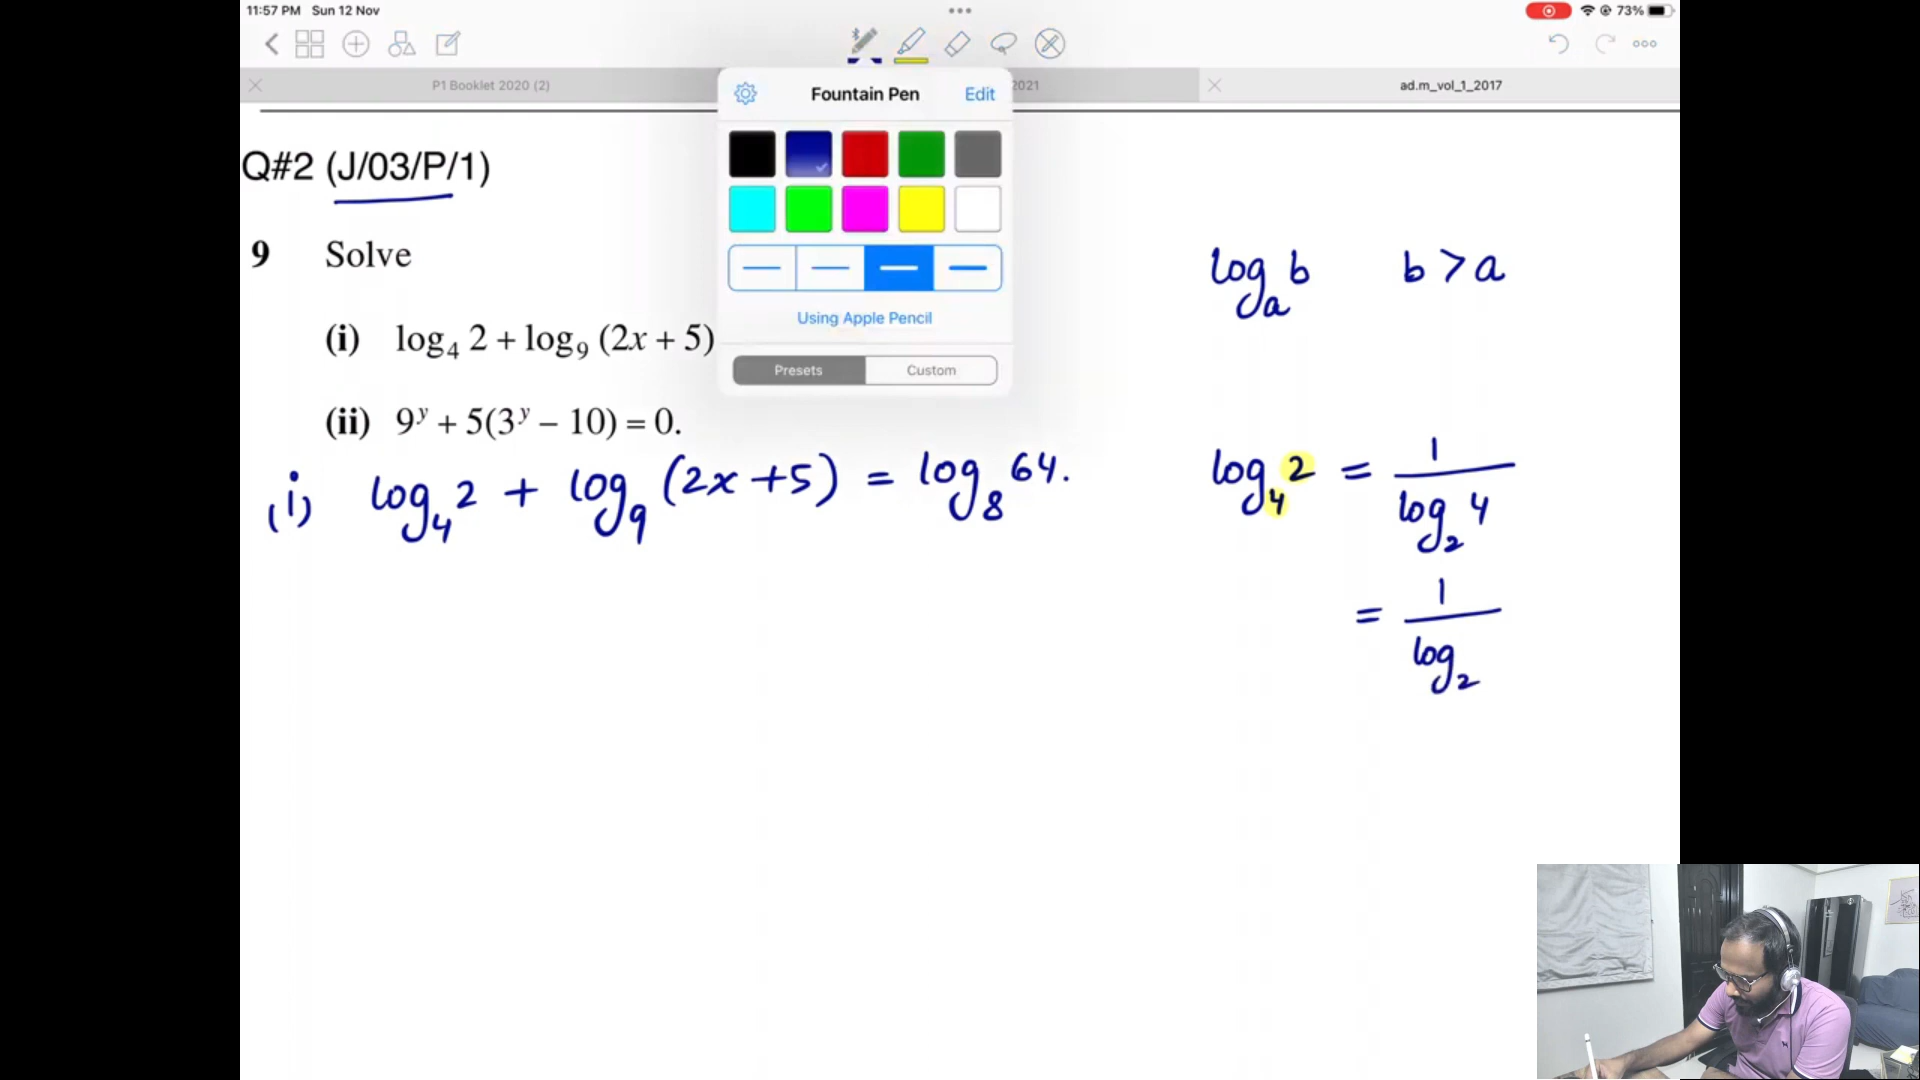 11:57 PM Sun 12 Nov
73%
P1 Booklet 2020 (2)
2021
ad.m_vol_1_2017
Fountain Pen
Edit
Using Apple Pencil
Presets
Custom
Q#2 (J/03/P/1)
9 Solve
(i) log₄ 2 + log₉ (2x + 5)
(ii) 9ʸ + 5(3ʸ – 10) = 0.
(i) log₄ 2 + log₉ (2x + 5) = log₈ 64.
logₐ b b > a
log₄ 2 = 1 / log₂ 4
= 1 / log₂